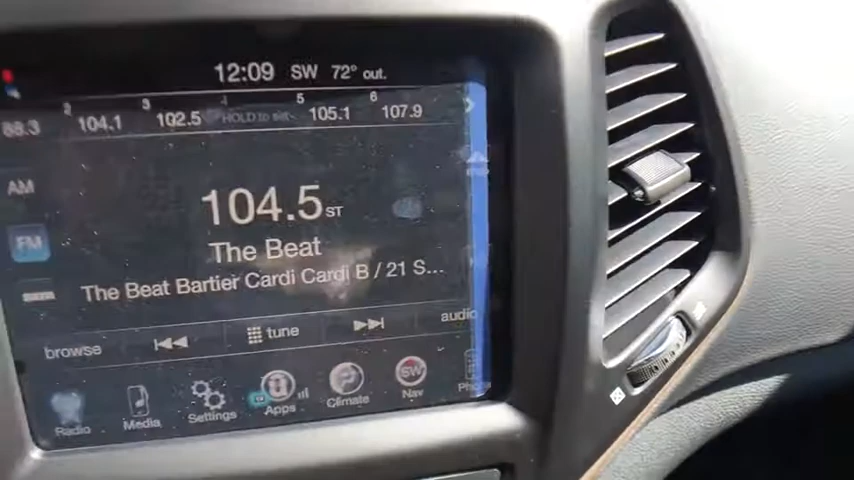 12:09 SW 72° out.
2 3 4 5 6
88.3 104.1 102.5 HOLD to set 105.1 107.9
AM
104.5 ST
FM
The Beat
The Beat Bartier Cardi Cardi B / 21 S...
browse tune audio
SW
Radio Media Settings Apps Climate Nav Phone